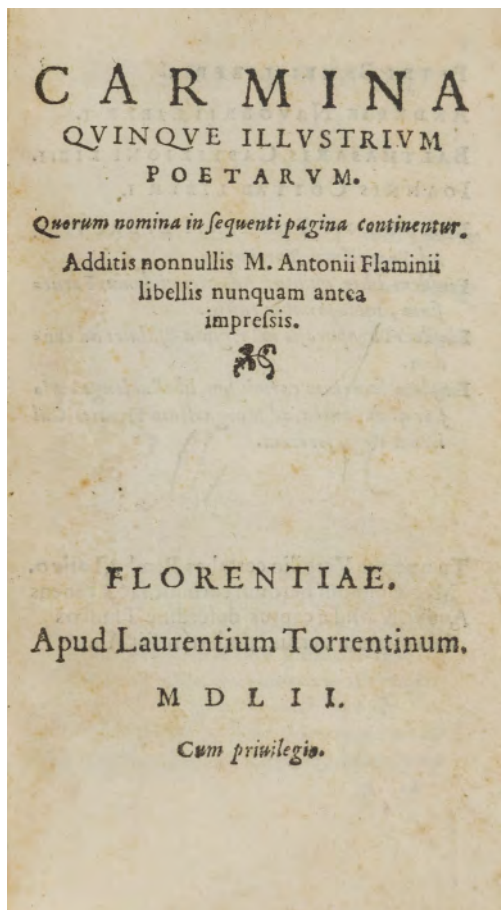 CARMINA
QVINQVE ILLVSTRIVM
POETARVM.
Quorum nomina in sequenti pagina continentur.
Additis nonnullis M. Antonii Flaminii
libellis nunquam antea
impressis.
FLORENTIAE.
Apud Laurentium Torrentinum.
MDLII.
Cum priuilegio.